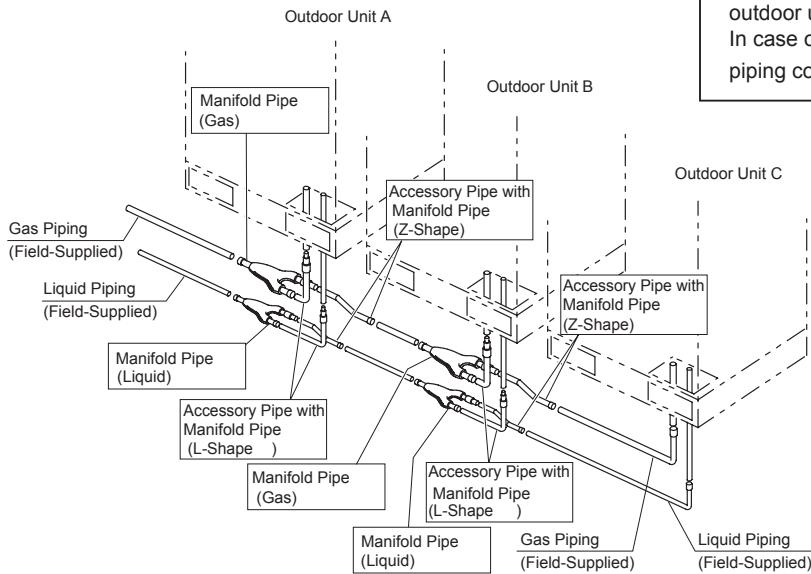 Outdoor Unit A
outdoor u
In case o
piping co
Outdoor Unit B
Manifold Pipe
(Gas)
Outdoor Unit C
Accessory Pipe with
Manifold Pipe
(Z-Shape)
Gas Piping
(Field-Supplied)
Liquid Piping
(Field-Supplied)
Accessory Pipe with
Manifold Pipe
(Z-Shape)
Manifold Pipe
(Liquid)
Accessory Pipe with
Manifold Pipe
(L-Shape )
Manifold Pipe
(Gas)
Accessory Pipe with
Manifold Pipe
(L-Shape )
Manifold Pipe
(Liquid)
Gas Piping
(Field-Supplied)
Liquid Piping
(Field-Supplied)